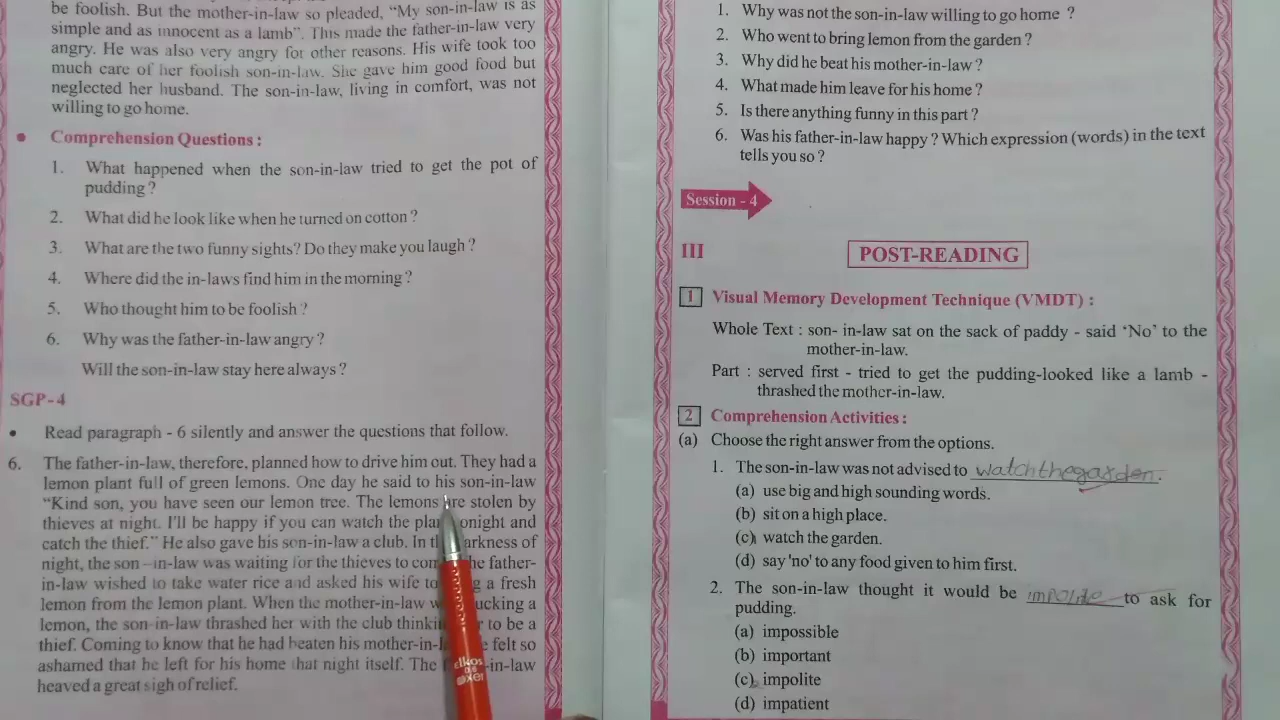 be foolish. But the mother-in-law so pleaded, “My son-in-law is as
simple and as innocent as a lamb”. This made the father-in-law very
angry. He was also very angry for other reasons. His wife took too
much care of her foolish son-in-law. She gave him good food but
neglected her husband. The son-in-law, living in comfort, was not
willing to go home.
• Comprehension Questions :
1. What happened when the son-in-law tried to get the pot of
pudding ?
2. What did he look like when he turned on cotton ?
3. What are the two funny sights? Do they make you laugh ?
4. Where did the in-laws find him in the morning ?
5. Who thought him to be foolish ?
6. Why was the father-in-law angry ?
Will the son-in-law stay here always ?
SGP-4
• Read paragraph - 6 silently and answer the questions that follow.
6. The father-in-law, therefore, planned how to drive him out. They had a
lemon plant full of green lemons. One day he said to his son-in-law
“Kind son, you have seen our lemon tree. The lemons are stolen by
thieves at night. I'll be happy if you can watch the plant tonight and
catch the thief.” He also gave his son-in-law a club. In the darkness of
night, the son-in-law was waiting for the thieves to come. The father-
in-law wished to take water rice and asked his wife to a fresh
lemon from the lemon plant. When the mother-in-law plucking a
lemon, the son-in-law thrashed her with the club thinking to be a
thief. Coming to know that he had beaten his mother-in-law felt so
ashamed that he left for his home that night itself. The in-law
heaved a great sigh of relief.
1. Why was not the son-in-law willing to go home ?
2. Who went to bring lemon from the garden ?
3. Why did he beat his mother-in-law ?
4. What made him leave for his home ?
5. Is there anything funny in this part ?
6. Was his father-in-law happy ? Which expression (words) in the text
tells you so ?
Session - 4
III POST-READING
1 Visual Memory Development Technique (VMDT) :
Whole Text : son- in-law sat on the sack of paddy - said ‘No’ to the
mother-in-law.
Part : served first - tried to get the pudding-looked like a lamb -
thrashed the mother-in-law.
2 Comprehension Activities :
(a) Choose the right answer from the options.
1. The son-in-law was not advised to watch the garden.
(a) use big and high sounding words.
(b) sit on a high place.
(c) watch the garden.
(d) say 'no' to any food given to him first.
2. The son-in-law thought it would be impolite to ask for
pudding.
(a) impossible
(b) important
(c) impolite
(d) impatient
elkos